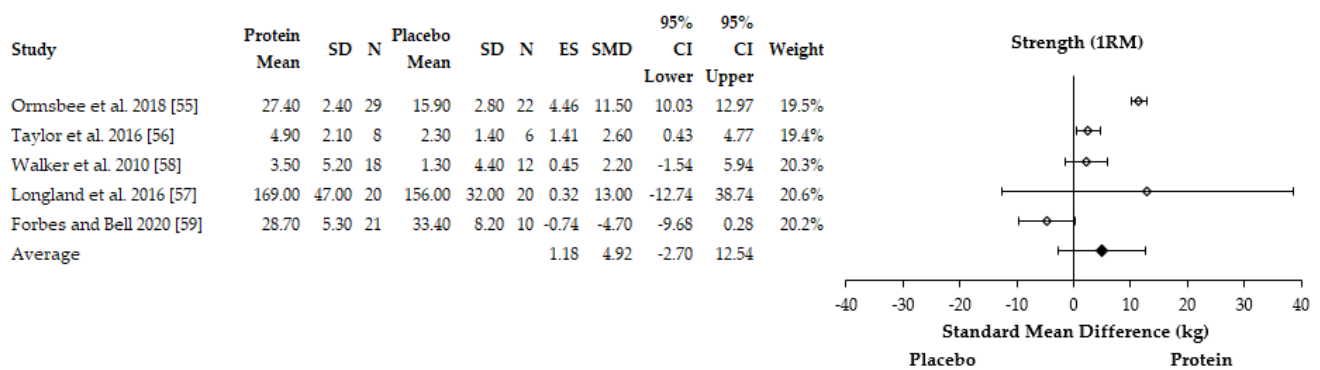 Study Protein Mean SD N Placebo Mean SD N ES SMD 95% CI Lower 95% CI Upper Weight
Ormsbee et al. 2018 [55] 27.40 2.40 29 15.90 2.80 22 4.46 11.50 10.03 12.97 19.5%
Taylor et al. 2016 [56] 4.90 2.10 8 2.30 1.40 6 1.41 2.60 0.43 4.77 19.4%
Walker et al. 2010 [58] 3.50 5.20 18 1.30 4.40 12 0.45 2.20 -1.54 5.94 20.3%
Longland et al. 2016 [57] 169.00 47.00 20 156.00 32.00 20 0.32 13.00 -12.74 38.74 20.6%
Forbes and Bell 2020 [59] 28.70 5.30 21 33.40 8.20 10 -0.74 -4.70 -9.68 0.28 20.2%
Average 1.18 4.92 -2.70 12.54
Strength (1RM)
-40 -30 -20 -10 0 10 20 30 40
Standard Mean Difference (kg)
Placebo Protein